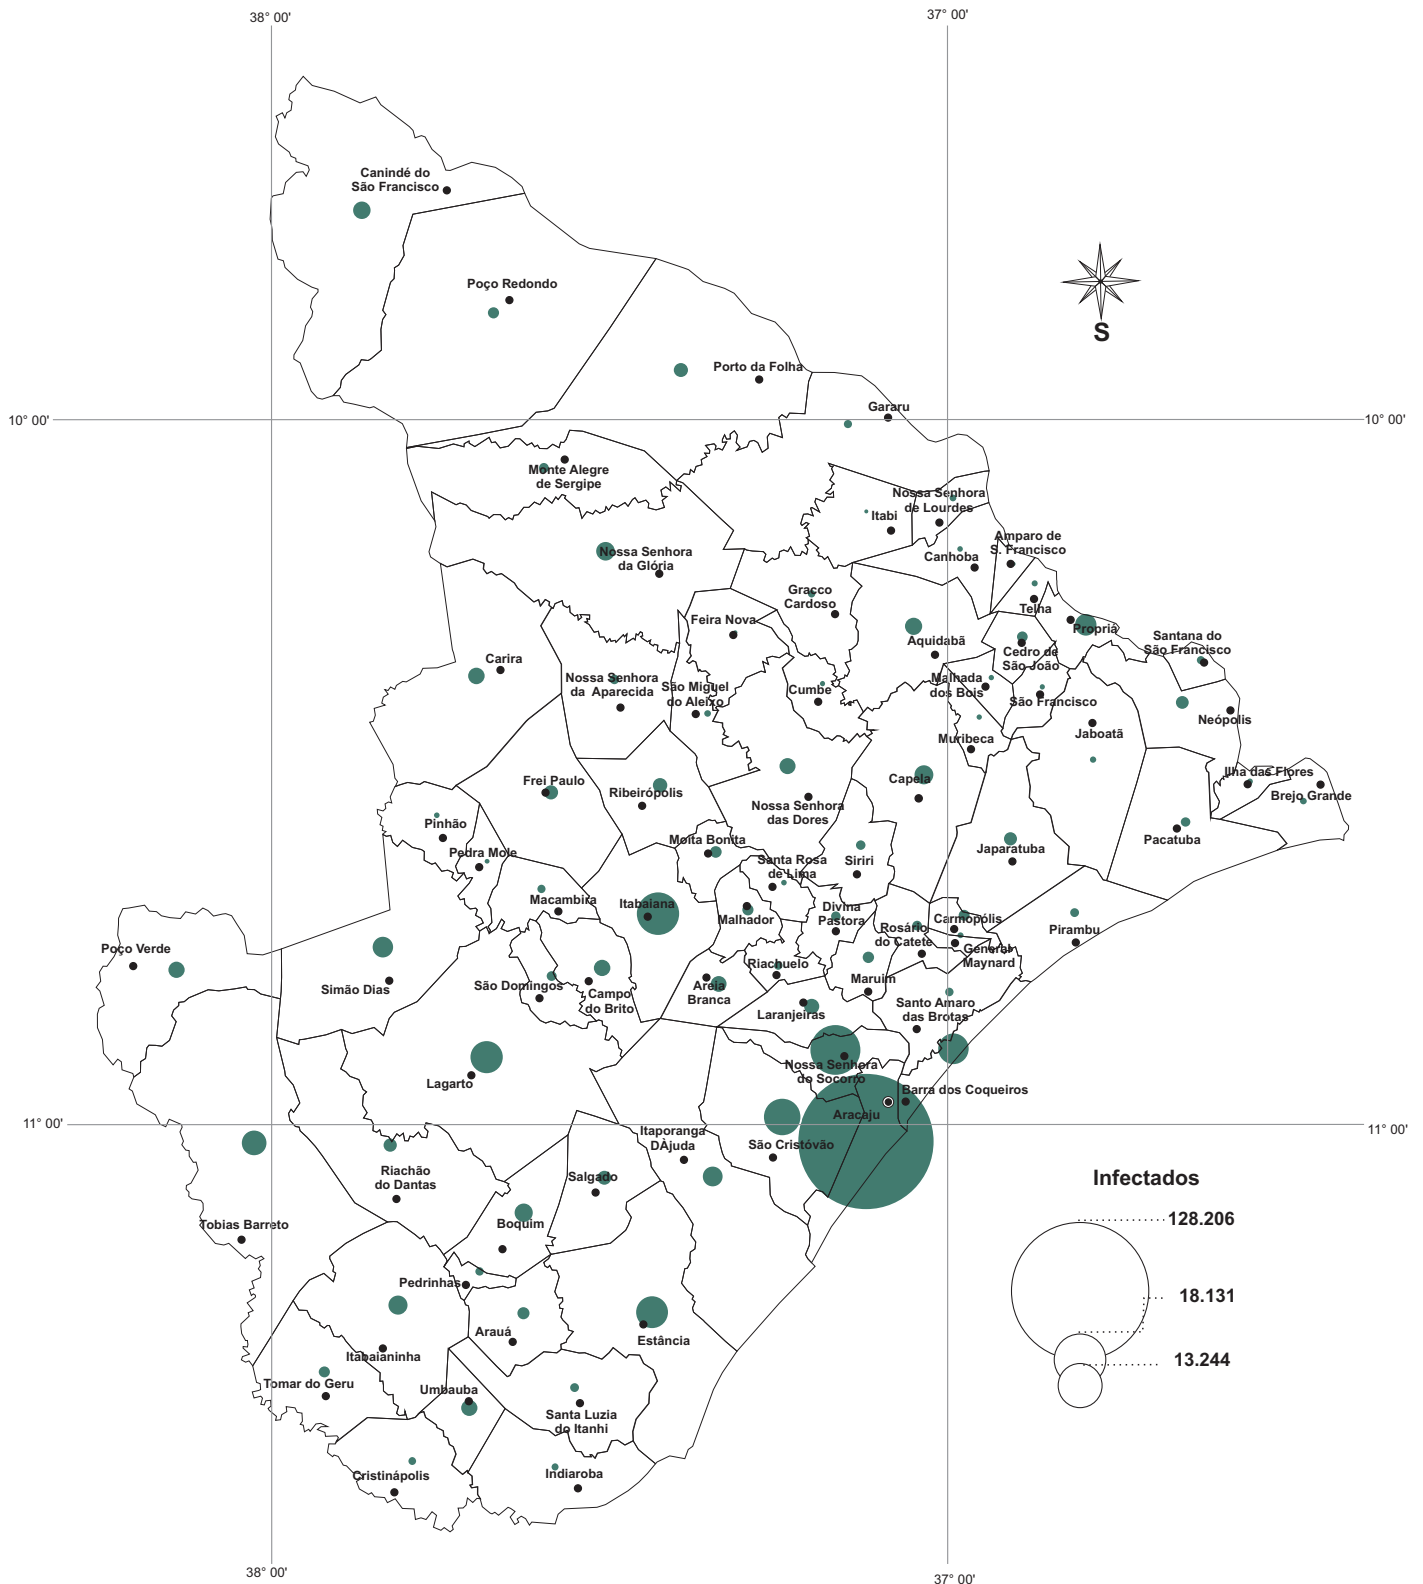 38° 00'
37° 00'
Canindé do
São Francisco
Poço Redondo
S
Porto da Folha
Gararu
10° 00'
10° 00'
Monte Alegre
de Sergipe
Nossa Senhora
de Lourdes
Itabi
Amparo de
S. Francisco
Canhoba
Nossa Senhora
da Glória
Gracco
Cardoso
Telha
Feira Nova
Propriá
Santana do
São Francisco
Aquidabã
Cedro de
São João
Carira
Nossa Senhora
da Aparecida
São Miguel
do Aleixo
Cumbe
Malhada
dos Bois
São Francisco
Neópolis
Jaboatã
Muribeca
Ilha das Flores
Brejo Grande
Frei Paulo
Ribeirópolis
Capela
Nossa Senhora
das Dores
Pinhão
Pedra Mole
Moita Bonita
Santa Rosa
de Lima
Siriri
Japaratuba
Pacatuba
Macambira
Itabaiana
Malhador
Divina
Pastora
Rosário
do Catete
Carmópolis
General
Maynard
Pirambu
Poço Verde
Simão Dias
São Domingos
Campo
do Brito
Areia
Branca
Riachuelo
Maruim
Laranjeiras
Santo Amaro
das Brotas
Lagarto
Nossa Senhora
do Socorro
Barra dos Coqueiros
Aracaju
11° 00'
11° 00'
Itaporanga
DÀjuda
São Cristóvão
Riachão
do Dantas
Salgado
Infectados
Boquim
128.206
Tobias Barreto
Pedrinhas
18.131
Arauá
Estância
Itabaianinha
13.244
Tomar do Geru
Umbauba
Santa Luzia
do Itanhi
Cristinápolis
Indiaroba
38° 00'
37° 00'